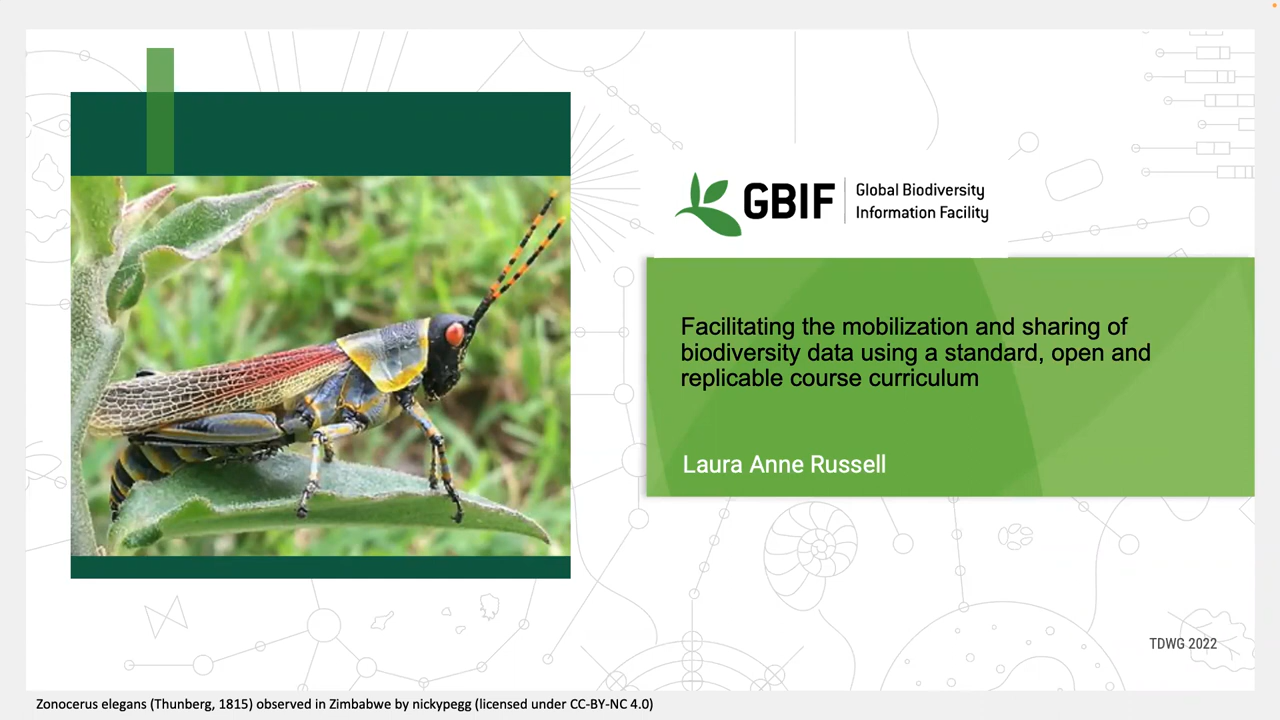 GBIF
Global Biodiversity
Information Facility
Facilitating the mobilization and sharing of
biodiversity data using a standard, open and
replicable course curriculum
Laura Anne Russell
TDWG 2022
Zonocerus elegans (Thunberg, 1815) observed in Zimbabwe by nickypegg (licensed under CC-BY-NC 4.0)